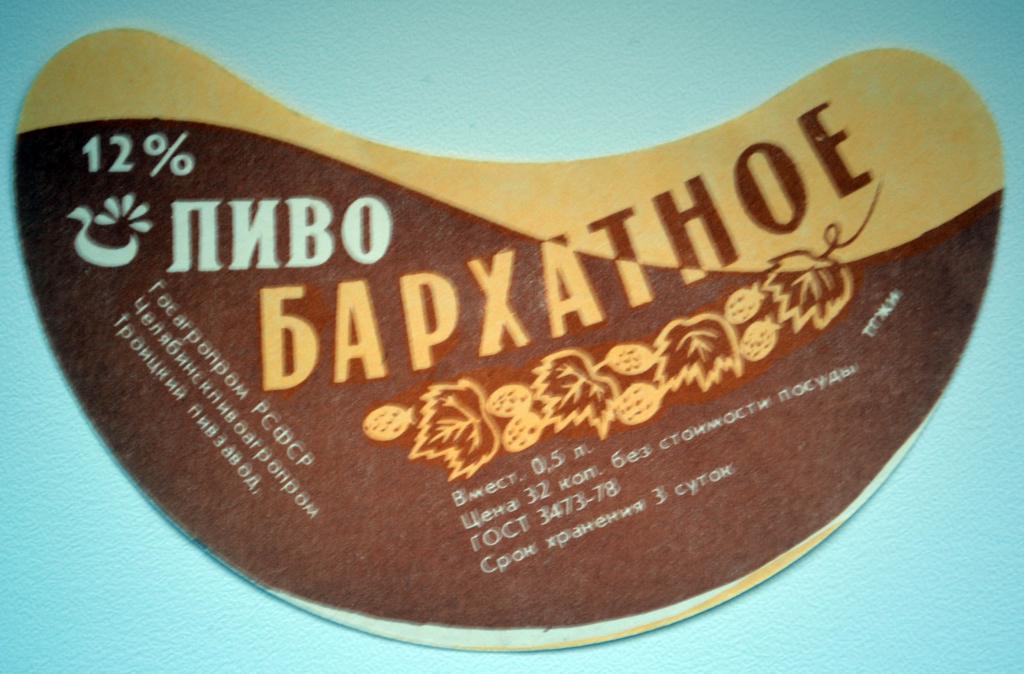 12%
ПИВО
БАРХАТНОЕ
Госагропром РСФСР
Челябинскпивоагропром
Троицкий пивзавод.
Вмест. 0,5 л.
Цена 32 коп. без стоимости посуды
ГОСТ 3473-78
Срок хранения 3 суток